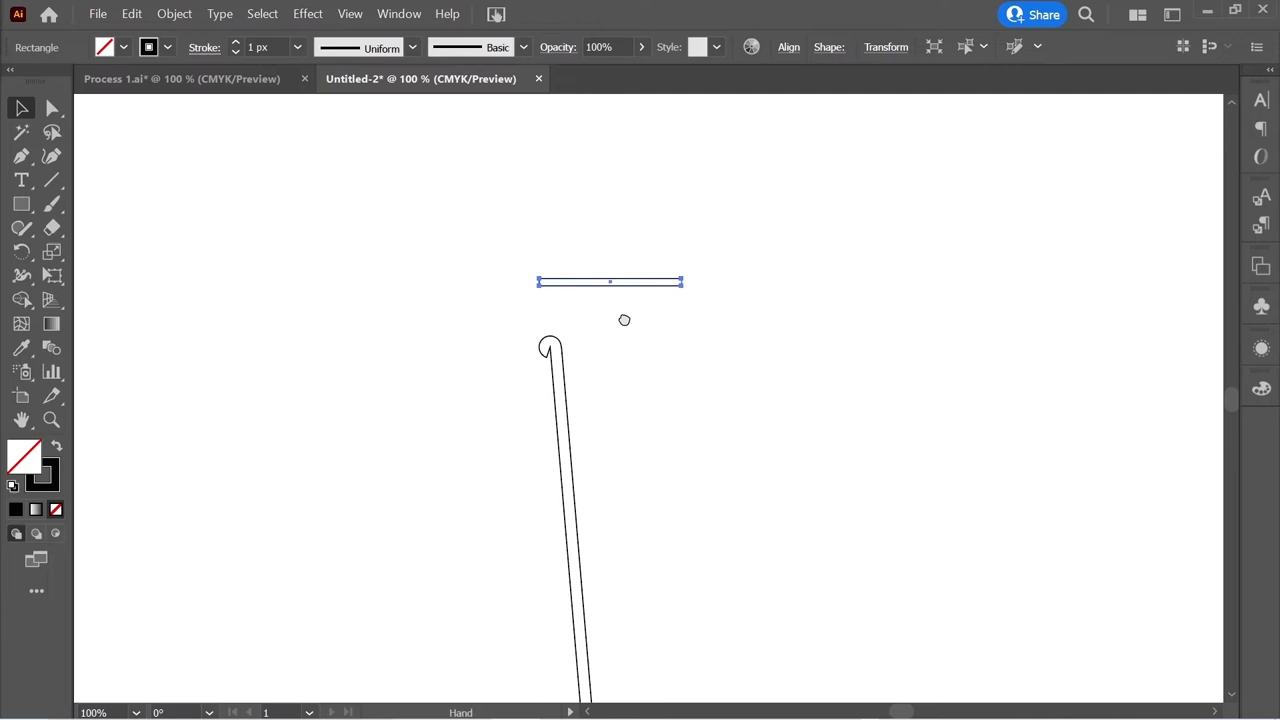 Ai File Edit Object Type Select Effect View Window Help Share
Rectangle Stroke: 1 px Uniform Basic Opacity: 100% Style: Align Shape: Transform
Process 1.ai* @ 100 % (CMYK/Preview) Untitled-2* @ 100 % (CMYK/Preview)
100% 0° 1 Hand